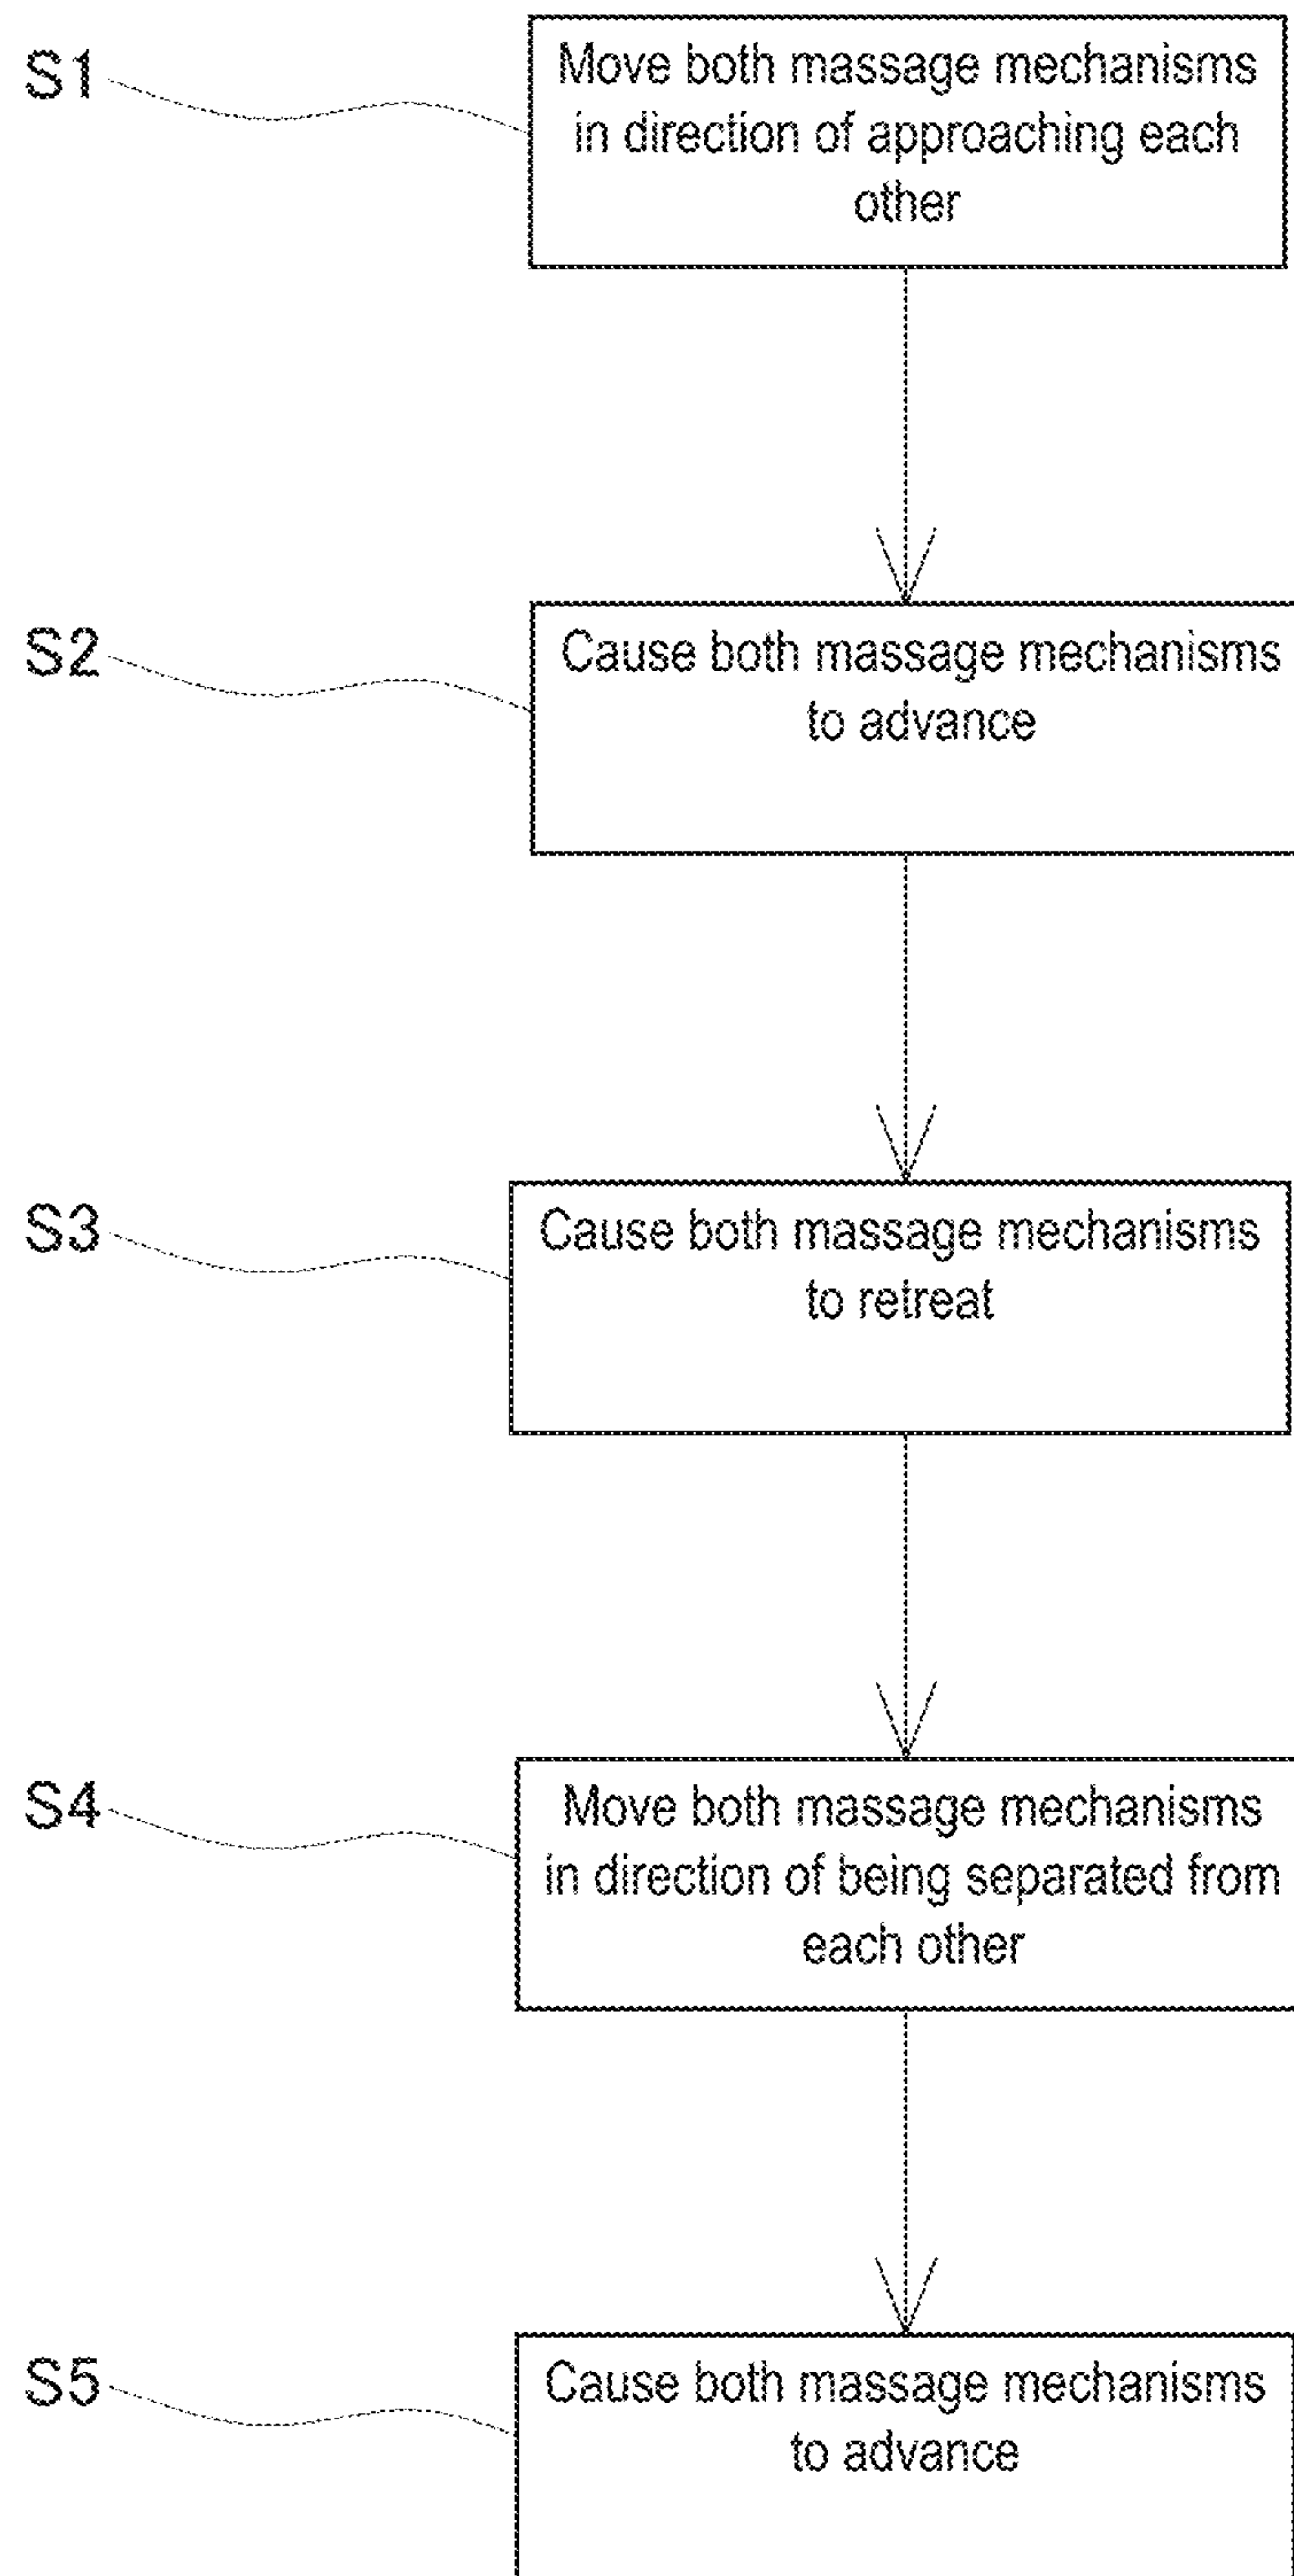 S1
Move both massage mechanisms
in direction of approaching each
other
S2
Cause both massage mechanisms
to advance
S3
Cause both massage mechanisms
to retreat
S4
Move both massage mechanisms
in direction of being separated from
each other
S5
Cause both massage mechanisms
to advance